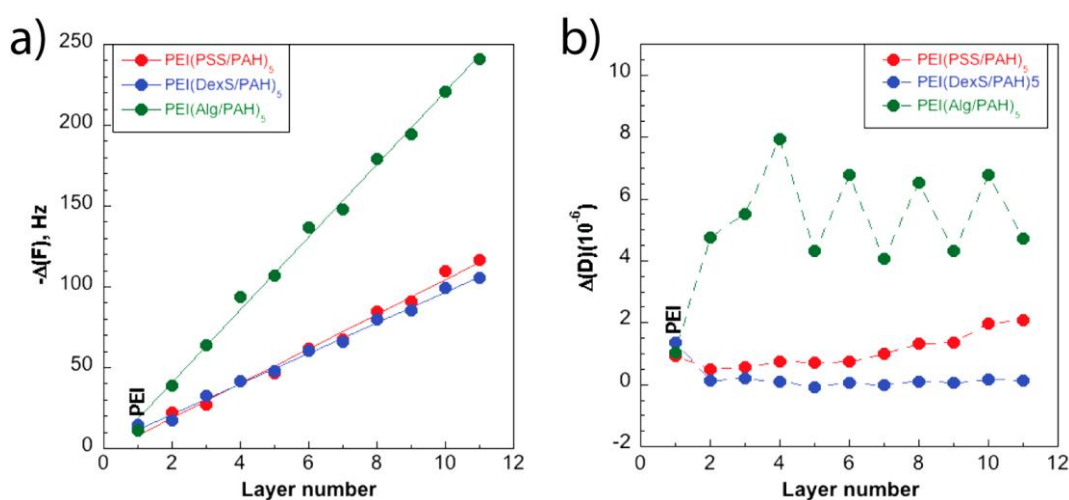 a)
250
200
150
100
50
0
-Δ(F), Hz
PEI(PSS/PAH)5
PEI(DexS/PAH)5
PEI(Alg/PAH)5
PEI
0 2 4 6 8 10 12
Layer number
b)
10
8
6
4
2
0
-2
Δ(D)(10-6)
PEI(PSS/PAH)5
PEI(DexS/PAH)5
PEI(Alg/PAH)5
PEI
0 2 4 6 8 10 12
Layer number